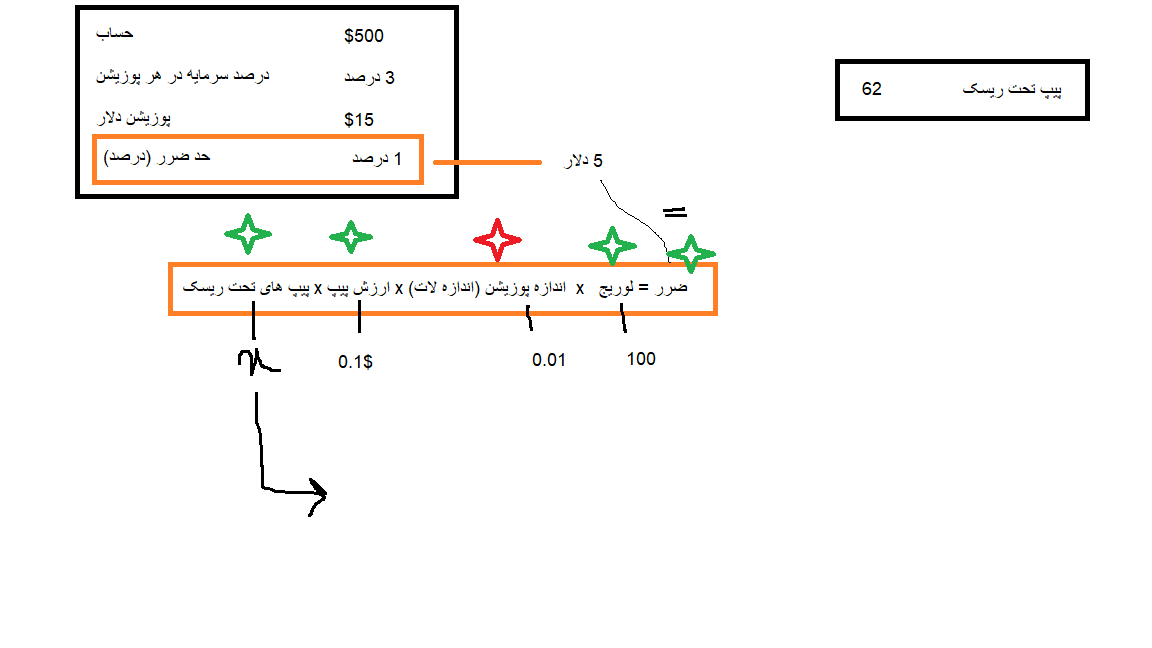 حساب $500
درصد سرمایه در هر پوزیشن 3 درصد
پوزیشن دلار $15
حد ضرر (درصد) 1 درصد
5 دلار
پیپ تحت ریسک 62
=
ضرر = لوریج x اندازه پوزیشن (اندازه لات) x ارزش پیپ x پیپ های تحت ریسک
100 0.01 0.1$ x